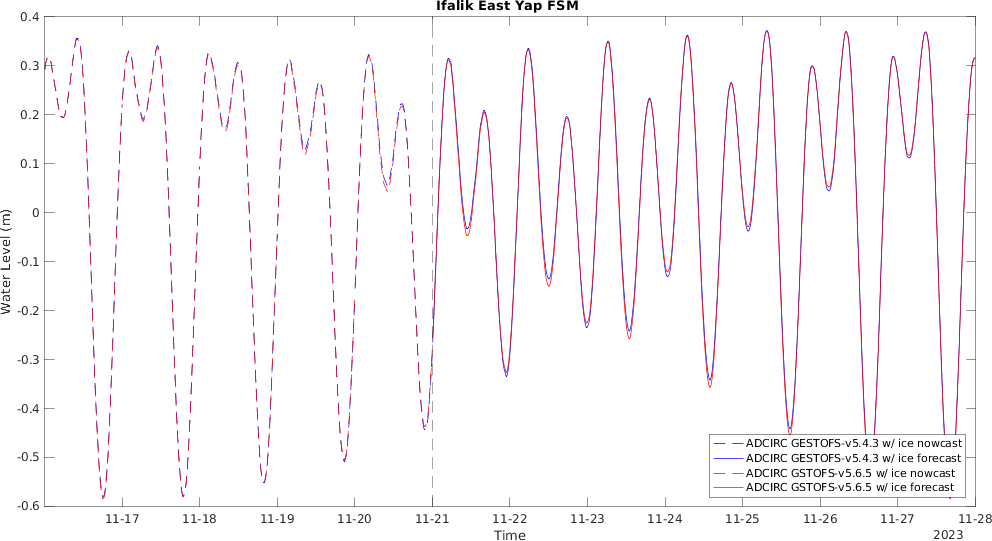 Ifalik East Yap FSM
0.4
0.3
0.2
0.1
0
-0.1
-0.2
-0.3
-0.4
-0.5
-0.6
Water Level (m)
ADCIRC GESTOFS-v5.4.3 w/ ice nowcast
ADCIRC GESTOFS-v5.4.3 w/ ice forecast
ADCIRC GSTOFS-v5.6.5 w/ ice nowcast
ADCIRC GSTOFS-v5.6.5 w/ ice forecast
11-17 11-18 11-19 11-20 11-21 11-22 11-23 11-24 11-25 11-26 11-27 11-28
Time
2023